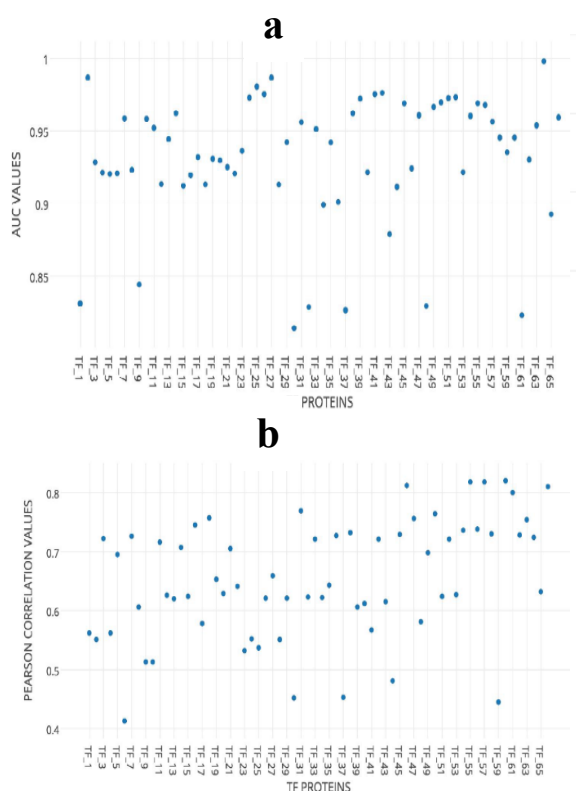 a
1
0.95
0.9
0.85
AUC VALUES
TF_1 TF_3 TF_5 TF_7 TF_9 TF_11 TF_13 TF_15 TF_17 TF_19 TF_21 TF_23 TF_25 TF_27 TF_29 TF_31 TF_33 TF_35 TF_37 TF_39 TF_41 TF_43 TF_45 TF_47 TF_49 TF_51 TF_53 TF_55 TF_57 TF_59 TF_61 TF_63 TF_65
PROTEINS
b
0.8
0.7
0.6
0.5
0.4
PEARSON CORRELATION VALUES
TF_1 TF_3 TF_5 TF_7 TF_9 TF_11 TF_13 TF_15 TF_17 TF_19 TF_21 TF_23 TF_25 TF_27 TF_29 TF_31 TF_33 TF_35 TF_37 TF_39 TF_41 TF_43 TF_45 TF_47 TF_49 TF_51 TF_53 TF_55 TF_57 TF_59 TF_61 TF_63 TF_65
TF PROTEINS